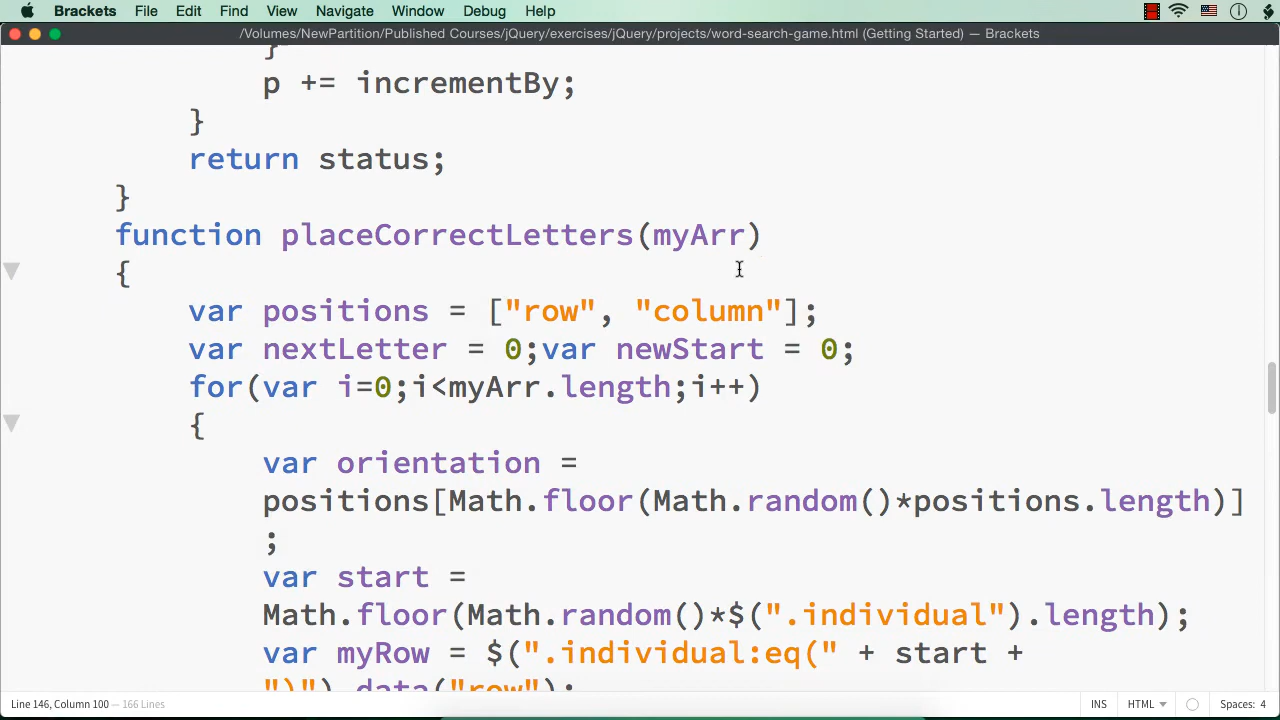 Brackets File Edit Find View Navigate Window Debug Help
/Volumes/NewPartition/Published Courses/jQuery/exercises/jQuery/projects/word-search-game.html (Getting Started) — Brackets
}
p += incrementBy;
}
return status;
}
function placeCorrectLetters(myArr)
{
var positions = ["row", "column"];
var nextLetter = 0;var newStart = 0;
for(var i=0;i<myArr.length;i++)
{
var orientation =
positions[Math.floor(Math.random()*positions.length)]
;
var start =
Math.floor(Math.random()*$(".individual").length);
var myRow = $(".individual:eq(" + start +
")").data("row");
Line 146, Column 100 — 166 Lines INS HTML Spaces: 4